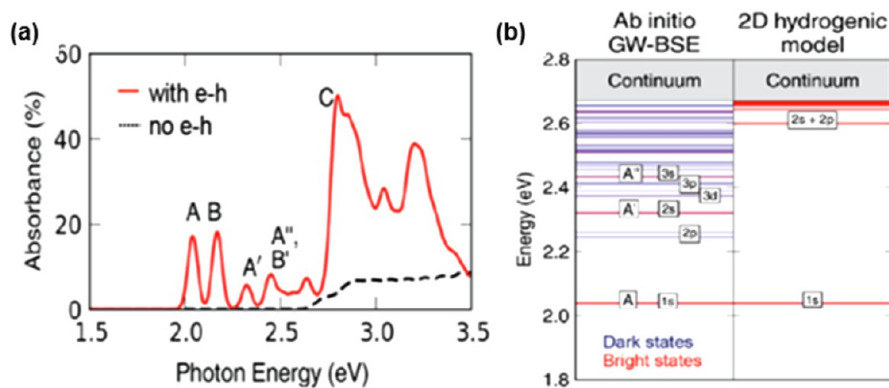 (a)
50
40
20
0
Absorbance (%)
with e-h
no e-h
A
B
A′
A″,
B′
C
1.5
2.0
2.5
3.0
3.5
Photon Energy (eV)
(b)
Ab initio
GW-BSE
2D hydrogenic
model
2.8
2.6
2.4
2.2
2.0
1.8
Energy (eV)
Continuum
Continuum
2s + 2p
A″
3s
3p
3d
A′
2s
2p
A
1s
1s
Dark states
Bright states